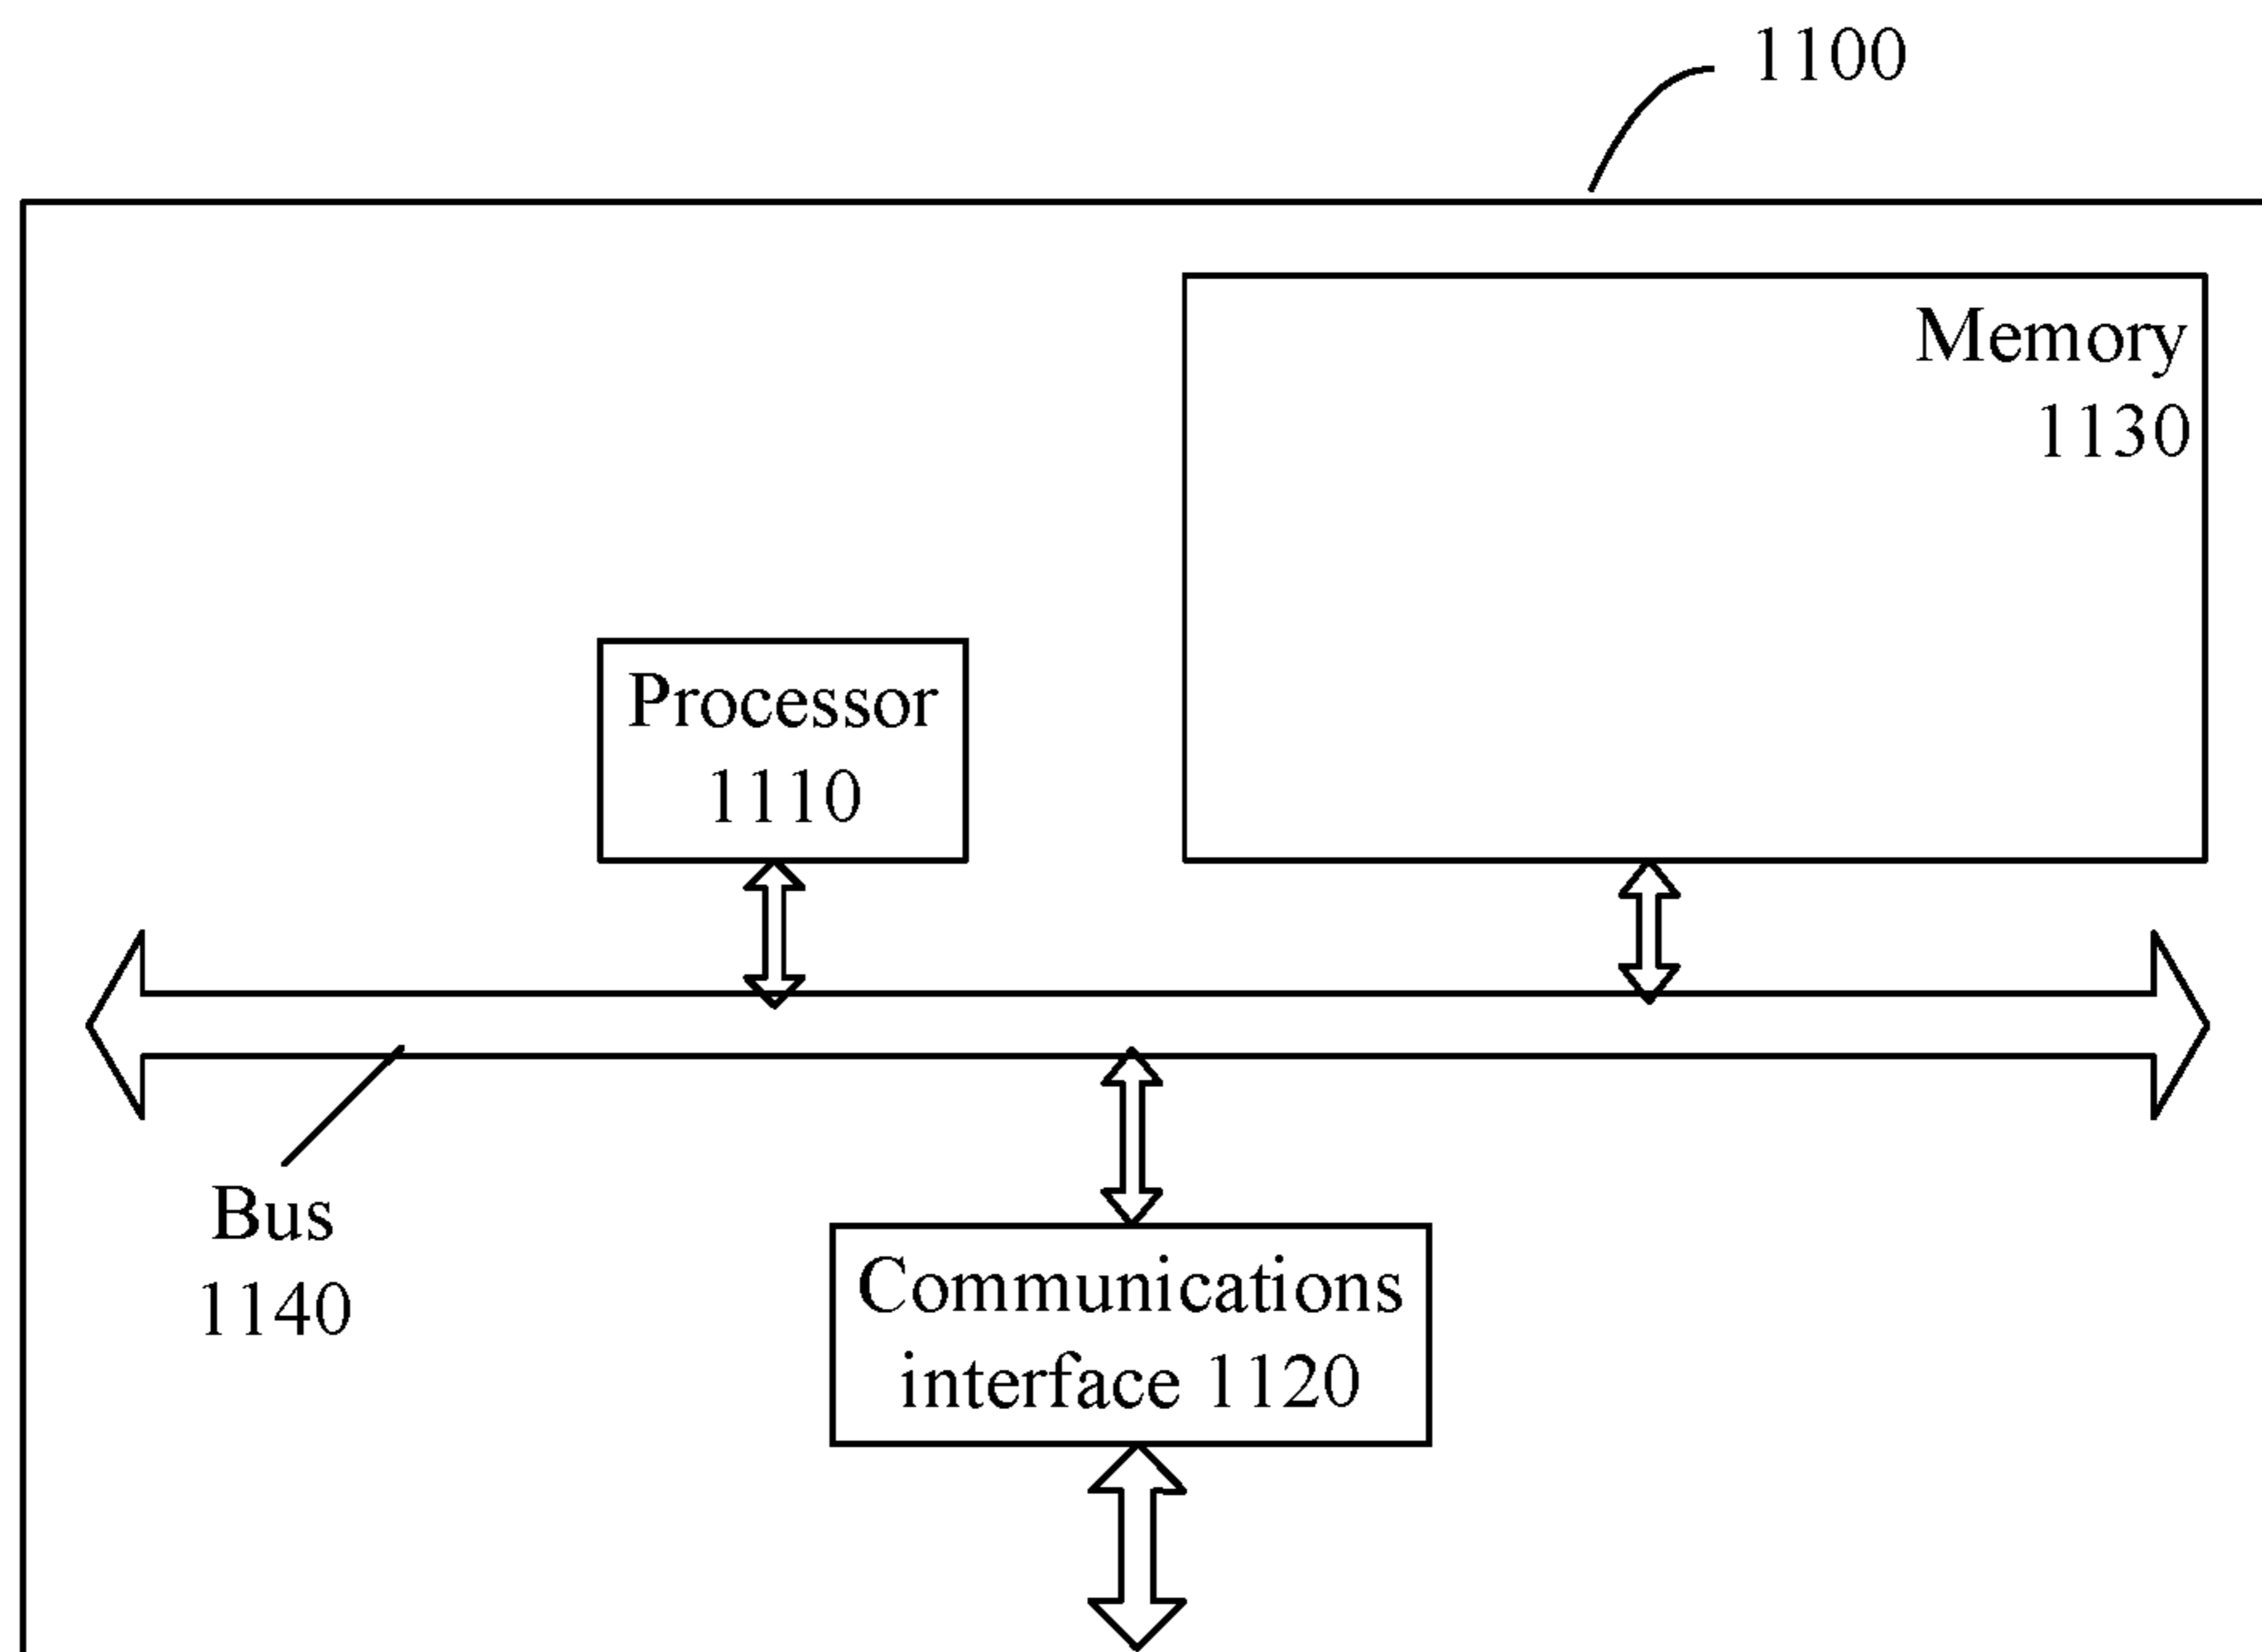 1100
Memory
1130
Processor
1110
Bus
1140
Communications
interface 1120